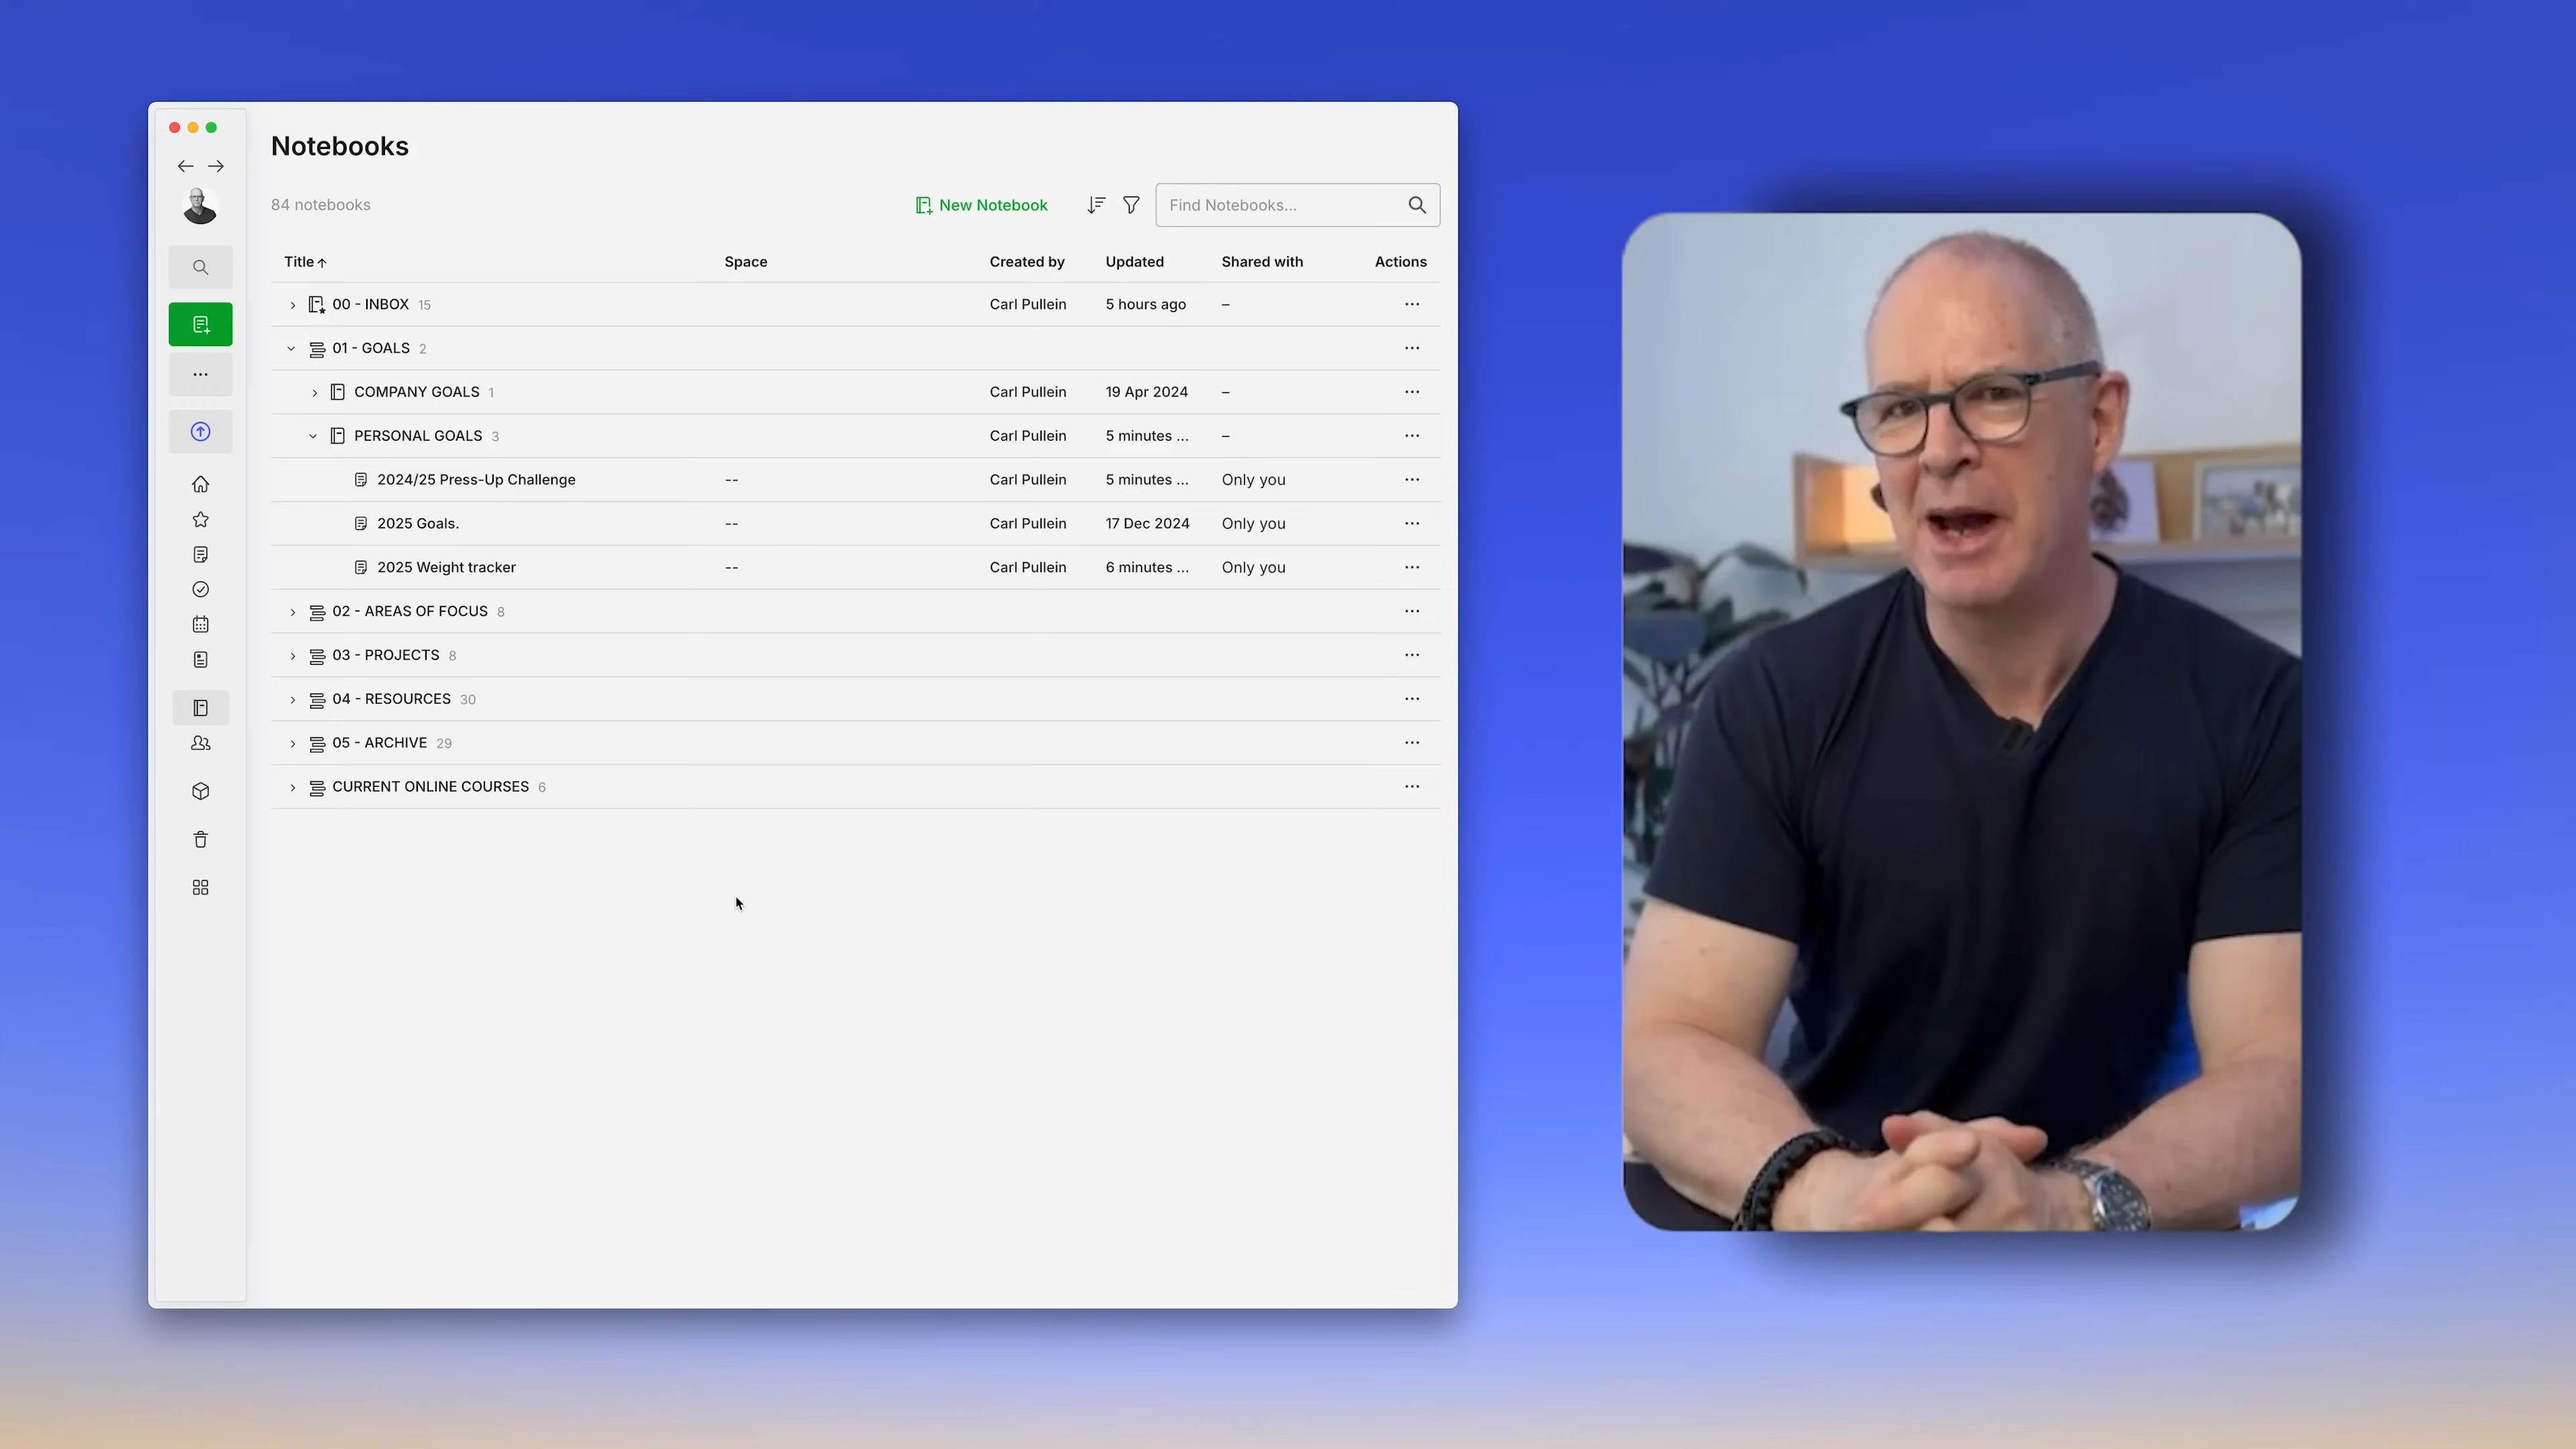 Notebooks
84 notebooks
New Notebook
Find Notebooks...
Title Space Created by Updated Shared with Actions
00 - INBOX 15 Carl Pullein 5 hours ago –
01 - GOALS 2
COMPANY GOALS 1 Carl Pullein 19 Apr 2024 –
PERSONAL GOALS 3 Carl Pullein 5 minutes ... –
2024/25 Press-Up Challenge -- Carl Pullein 5 minutes ... Only you
2025 Goals. -- Carl Pullein 17 Dec 2024 Only you
2025 Weight tracker -- Carl Pullein 6 minutes ... Only you
02 - AREAS OF FOCUS 8
03 - PROJECTS 8
04 - RESOURCES 30
05 - ARCHIVE 29
CURRENT ONLINE COURSES 6